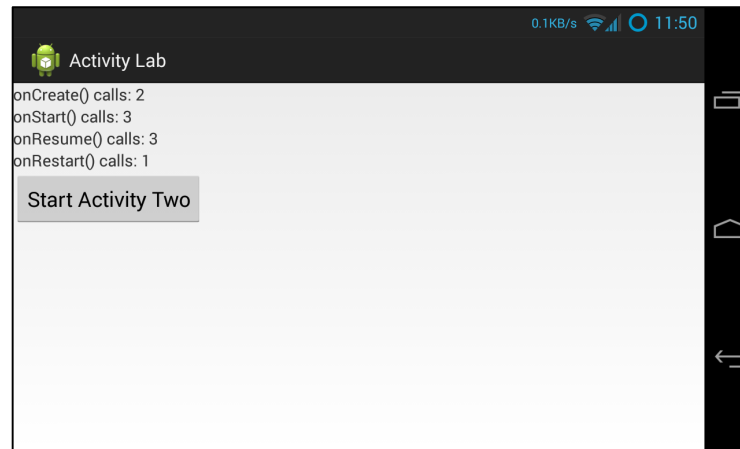 0.1KB/s 11:50
Activity Lab
onCreate() calls: 2
onStart() calls: 3
onResume() calls: 3
onRestart() calls: 1
Start Activity Two